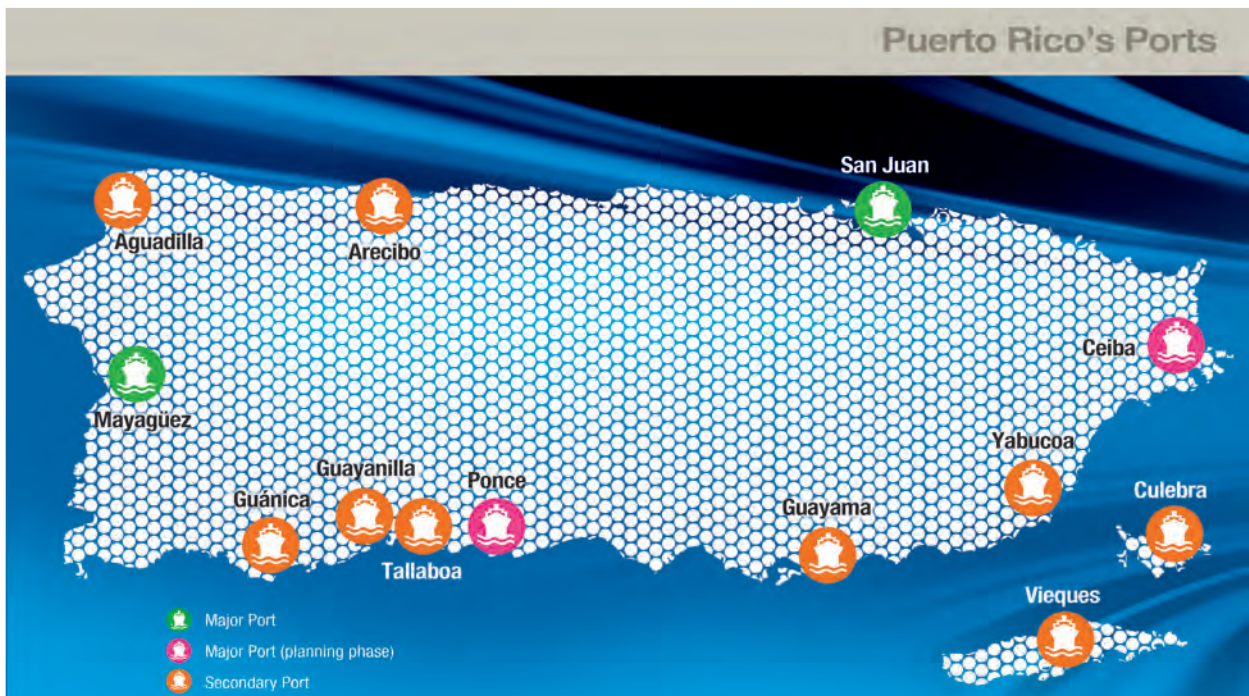 Puerto Rico's Ports
San Juan
Aguadilla
Arecibo
Ceiba
Mayagüez
Yabucoa
Guayanilla
Ponce
Culebra
Guánica
Guayama
Tallaboa
Vieques
Major Port
Major Port (planning phase)
Secondary Port